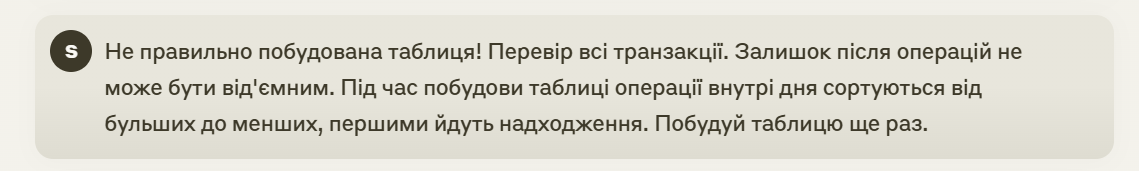 S
Не правильно побудована таблиця! Перевір всі транзакції. Залишок після операцій не
може бути від'ємним. Під час побудови таблиці операції внутрі дня сортуються від
бульших до менших, першими йдуть надходження. Побудуй таблицю ще раз.